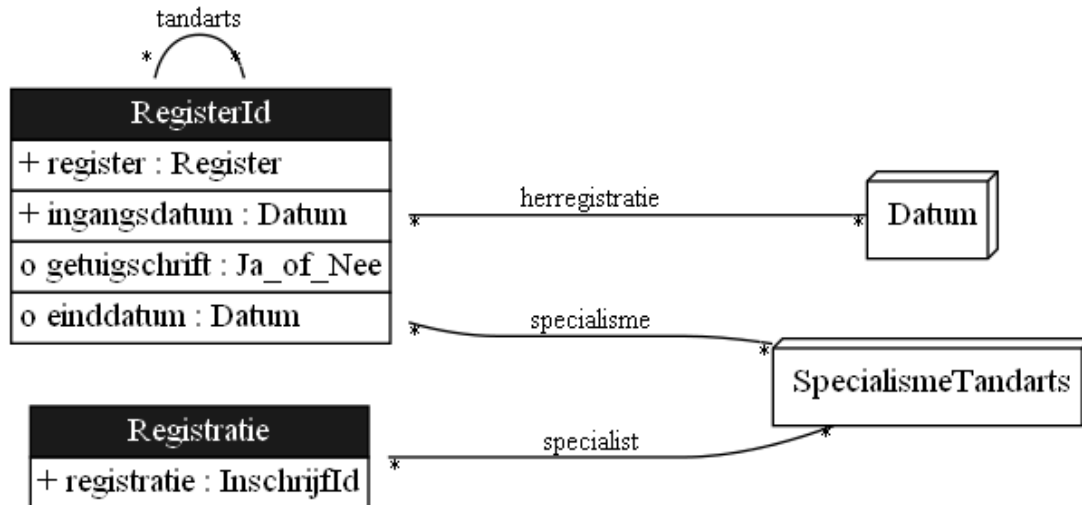 tandarts
* *
RegisterId
+ register : Register
+ ingangsdatum : Datum
o getuigschrift : Ja_of_Nee
o einddatum : Datum
herregistratie
* *
Datum
specialisme
* *
SpecialismeTandarts
Registratie
+ registratie : InschrijfId
specialist
* *